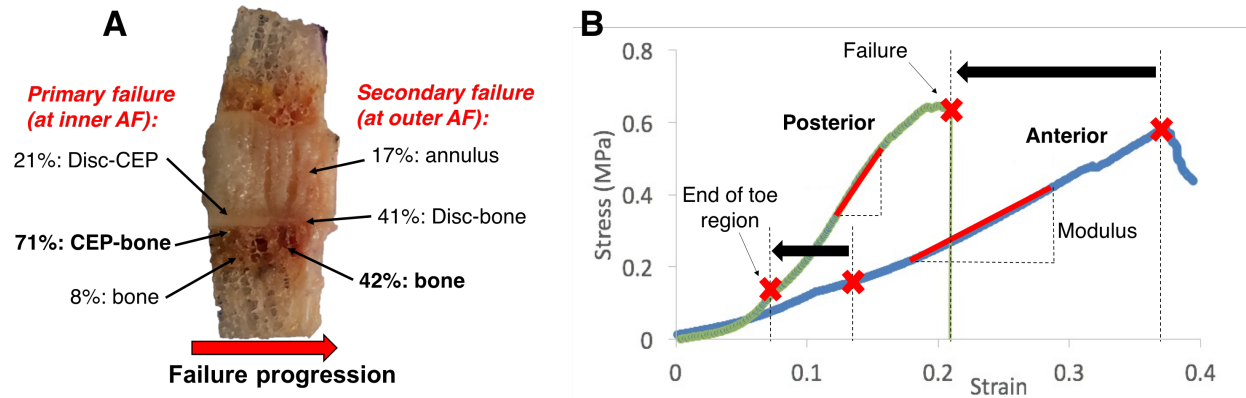 A
Primary failure
(at inner AF):
21%: Disc-CEP
71%: CEP-bone
8%: bone
Secondary failure
(at outer AF):
17%: annulus
41%: Disc-bone
42%: bone
Failure progression
B
Failure
Posterior
Anterior
End of toe
region
Modulus
Stress (MPa)
0.8
0.6
0.4
0.2
0
0
0.1
0.2
0.3
0.4
Strain